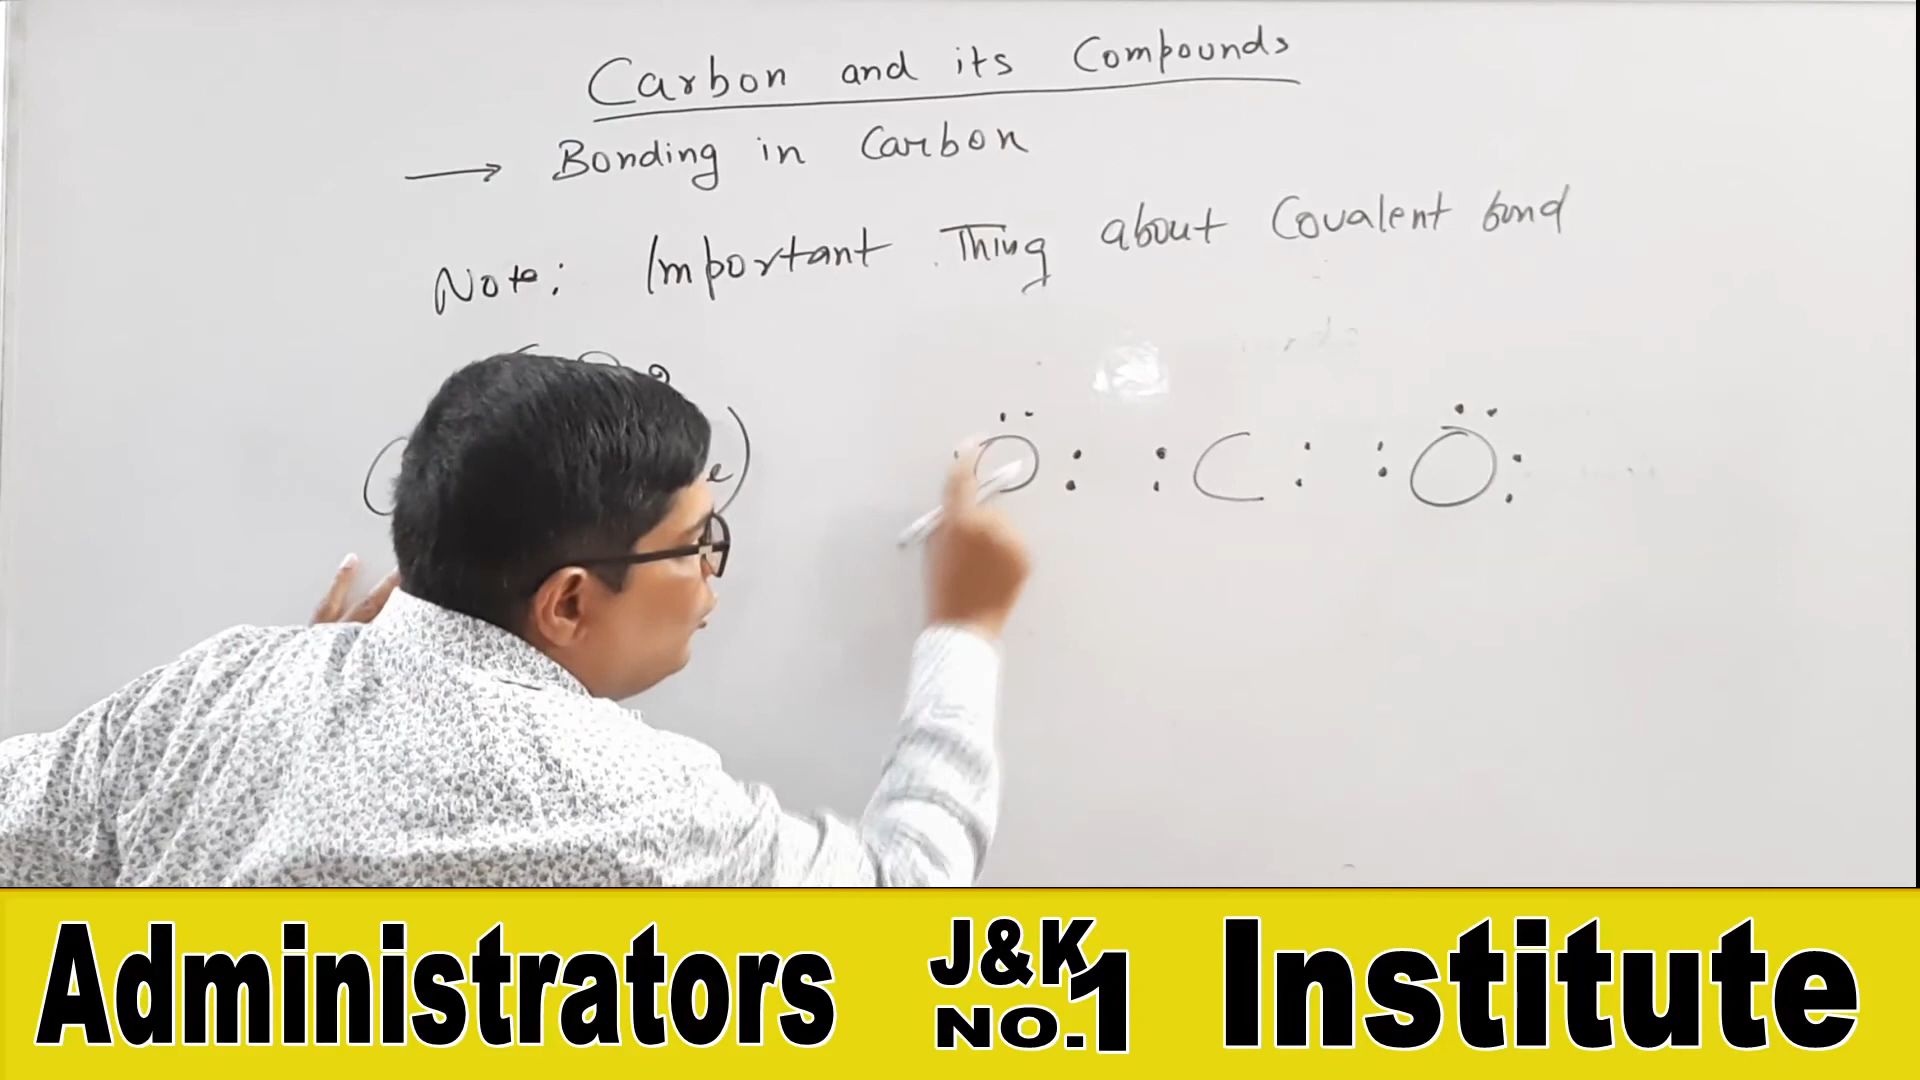 Carbon and its Compounds
→ Bonding in Carbon
Note: Important Thing about Covalent bond
O : : C : : O :
Administrators J&K NO.1 Institute